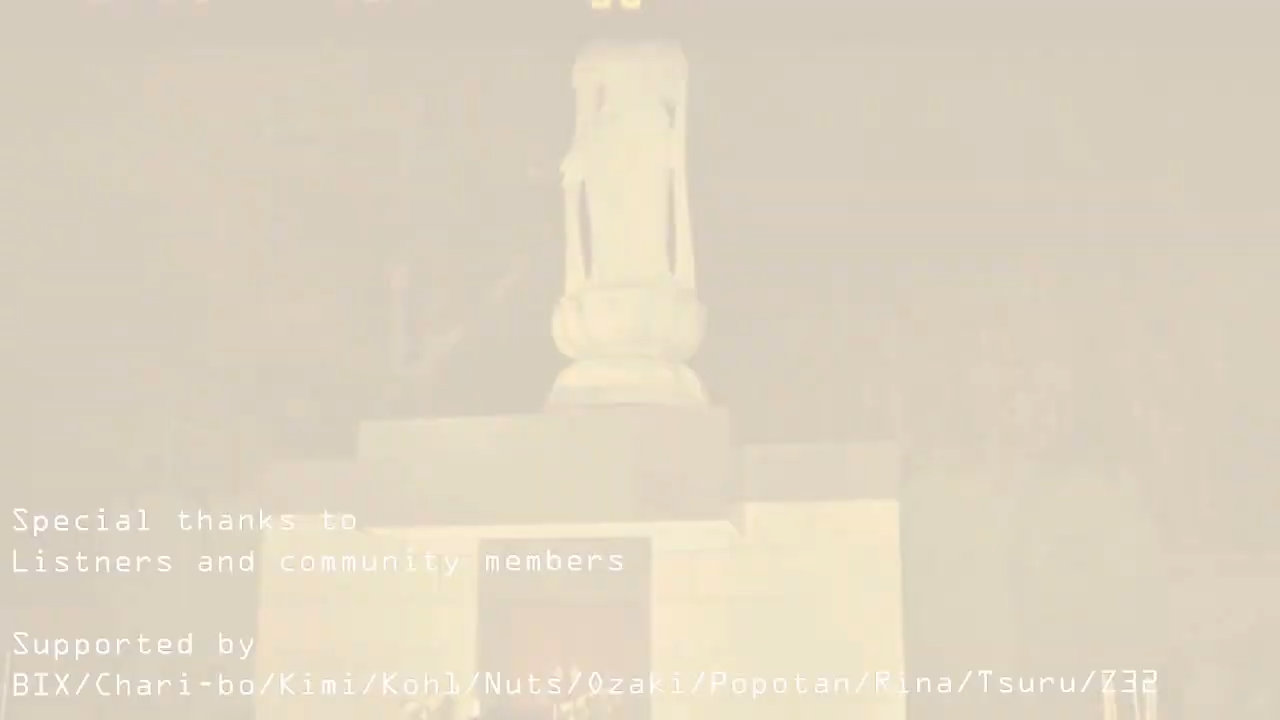 Special thanks to
Listners and community members
Supported by
BIX/Chari-bo/Kimi/Kohl/Nuts/Ozaki/Popotan/Rina/Tsuru/Z32